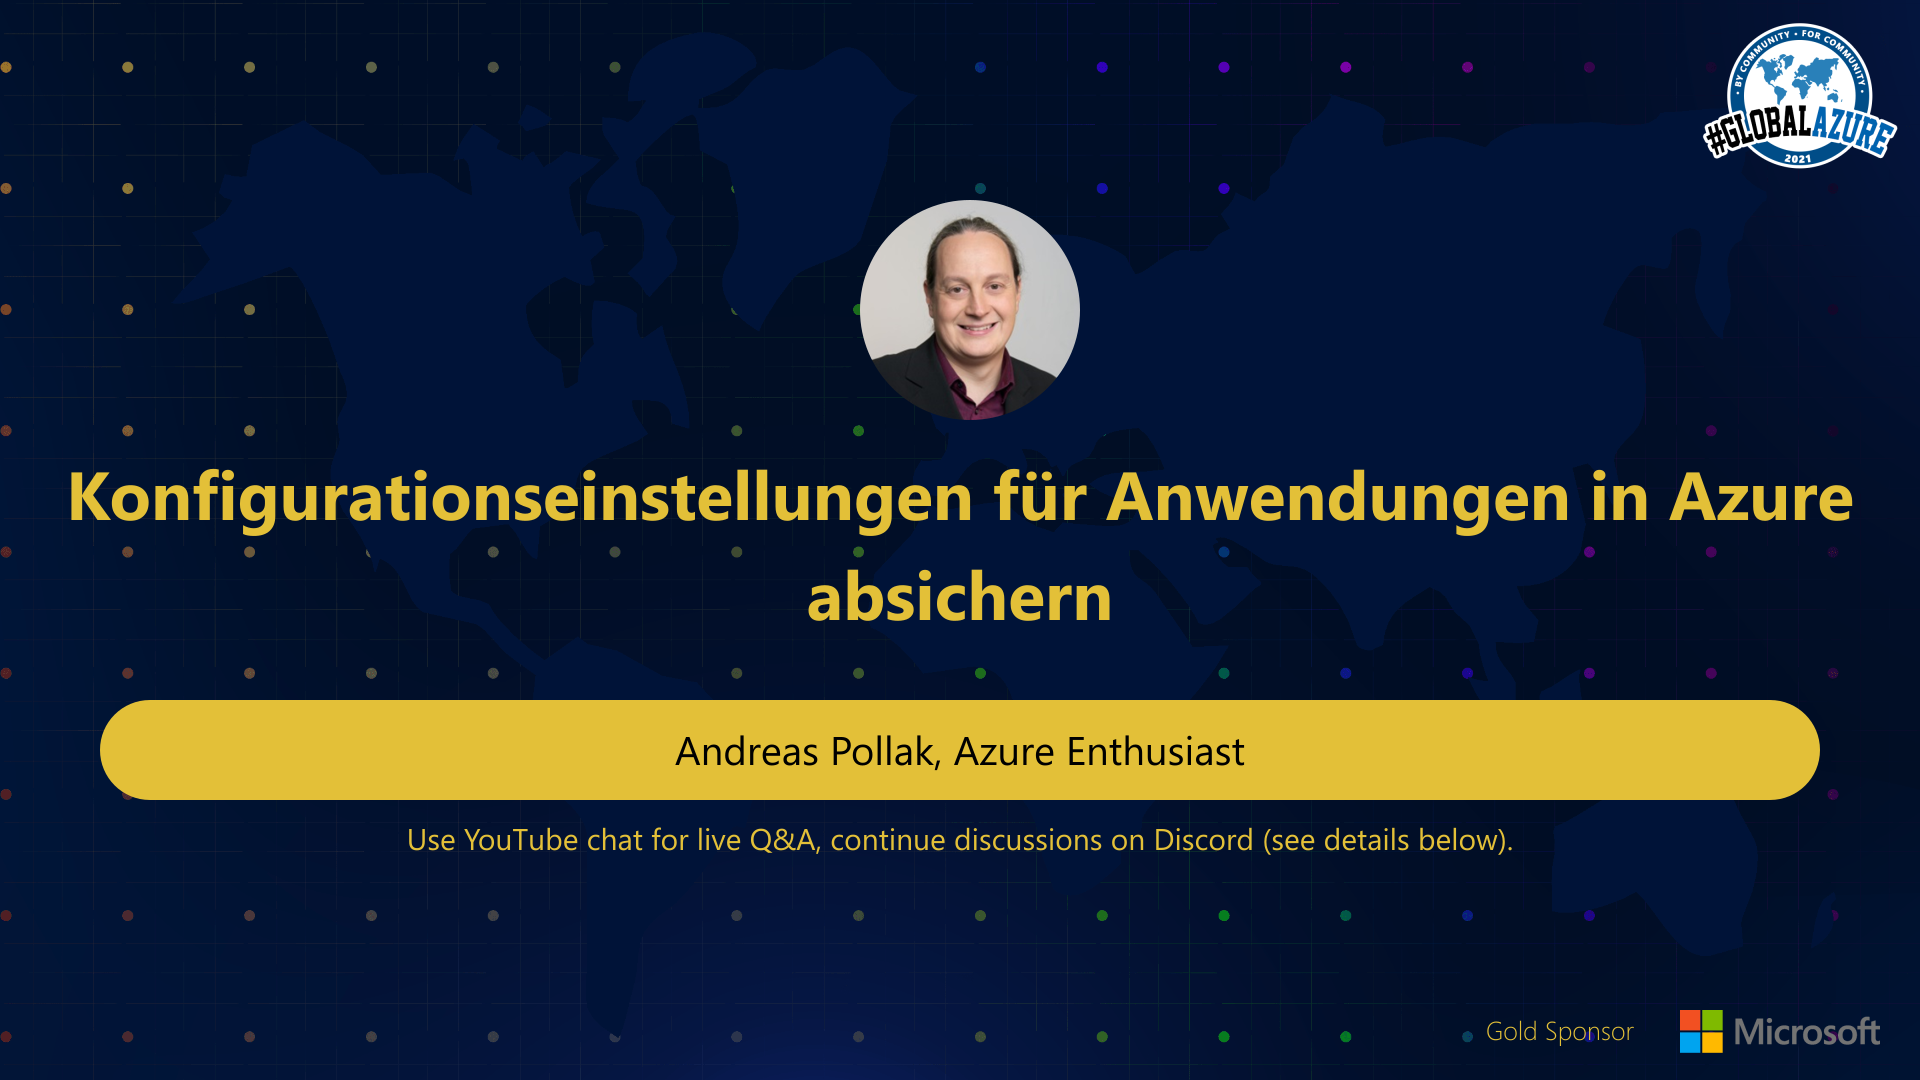 • BY COMMUNITY • FOR COMMUNITY •
#GLOBALAZURE
2021
Konfigurationseinstellungen für Anwendungen in Azure
absichern
Andreas Pollak, Azure Enthusiast
Use YouTube chat for live Q&A, continue discussions on Discord (see details below).
Gold Sponsor
Microsoft